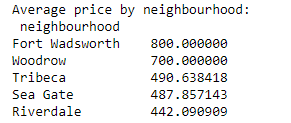 Average price by neighbourhood:
neighbourhood
Fort Wadsworth 800.000000
Woodrow 700.000000
Tribeca 490.638418
Sea Gate 487.857143
Riverdale 442.090909